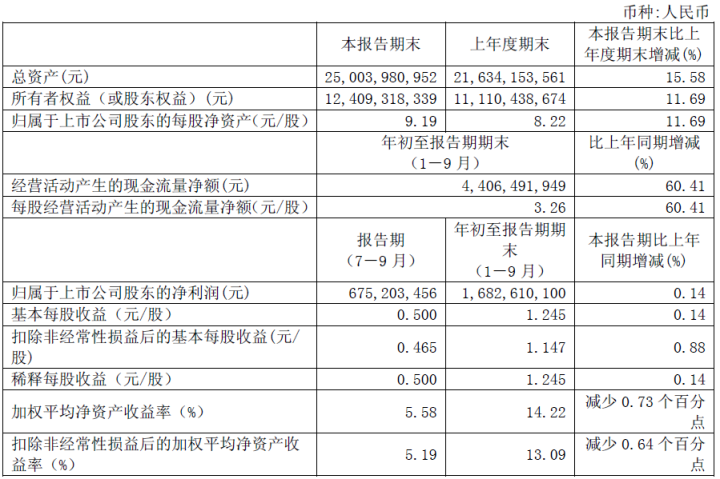 币种:人民币
本报告期末 上年度期末 本报告期末比上
年度期末增减(%)
总资产(元) 25,003,980,952 21,634,153,561 15.58
所有者权益（或股东权益）(元) 12,409,318,339 11,110,438,674 11.69
归属于上市公司股东的每股净资产(元/股) 9.19 8.22 11.69
年初至报告期期末
（1－9月） 比上年同期增减
(%)
经营活动产生的现金流量净额(元) 4,406,491,949 60.41
每股经营活动产生的现金流量净额(元/股) 3.26 60.41
报告期
（7－9月） 年初至报告期期
末
（1－9月） 本报告期比上年
同期增减(%)
归属于上市公司股东的净利润(元) 675,203,456 1,682,610,100 0.14
基本每股收益（元/股） 0.500 1.245 0.14
扣除非经常性损益后的基本每股收益(元/
股) 0.465 1.147 0.88
稀释每股收益（元/股） 0.500 1.245 0.14
加权平均净资产收益率（%） 5.58 14.22 减少0.73个百分
点
扣除非经常性损益后的加权平均净资产收
益率（%） 5.19 13.09 减少0.64个百分
点